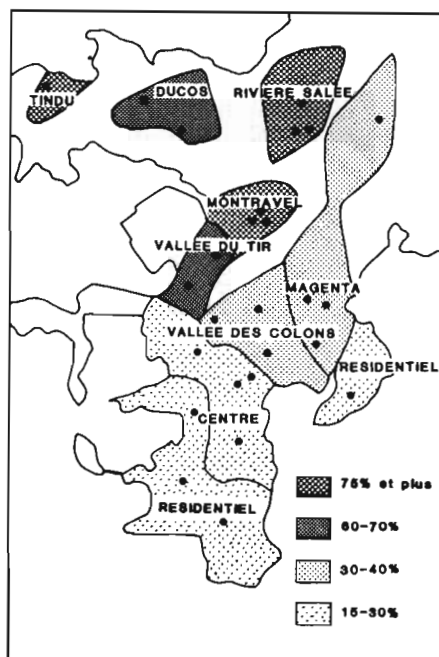 TINDU
DUCOS
RIVIERE SALEE
MONTRAVEL
VALLÉE DU TIR
MAGENTA
VALLEE DES COLONS
RESIDENTIEL
CENTRE
RESIDENTIEL
75% et plus
60-70%
30-40%
15-30%